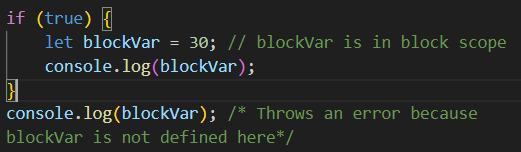 if (true) {
    let blockVar = 30; // blockVar is in block scope
    console.log(blockVar);
}
console.log(blockVar); /* Throws an error because
blockVar is not defined here*/